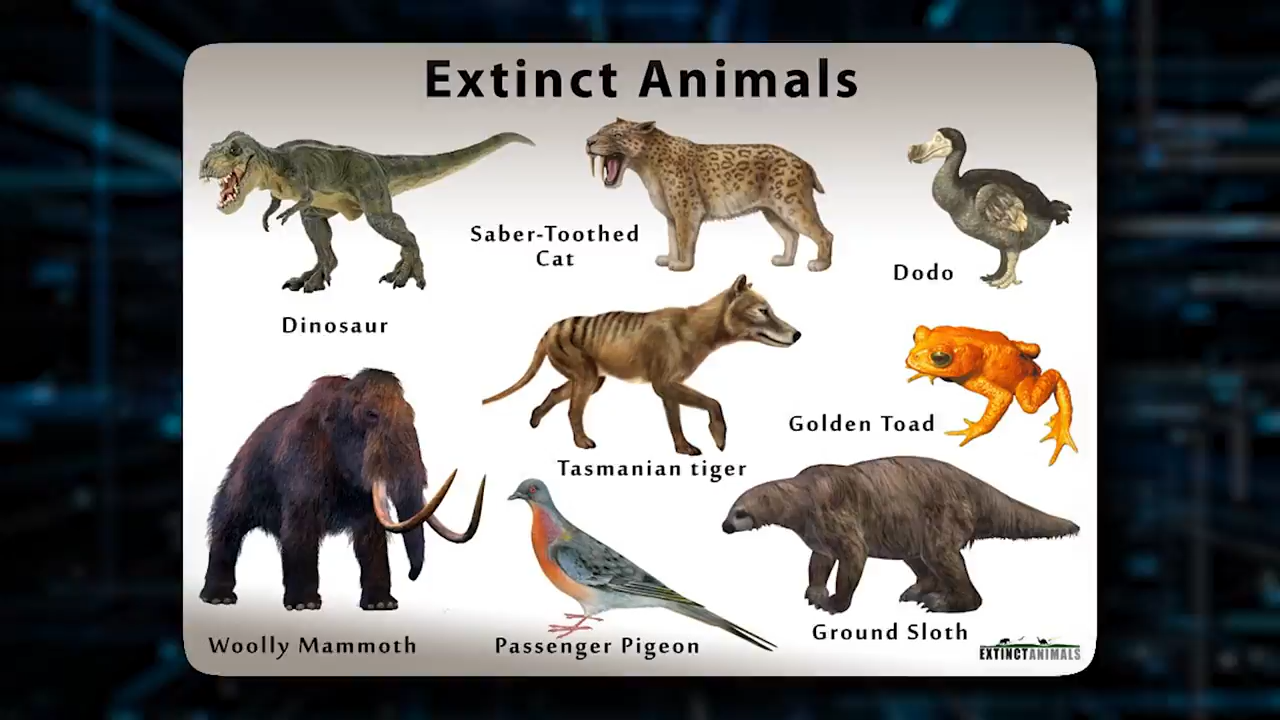 Extinct Animals
Saber-Toothed
Cat
Dodo
Dinosaur
Golden Toad
Tasmanian tiger
Ground Sloth
Woolly Mammoth
Passenger Pigeon
EXTINCTANIMALS